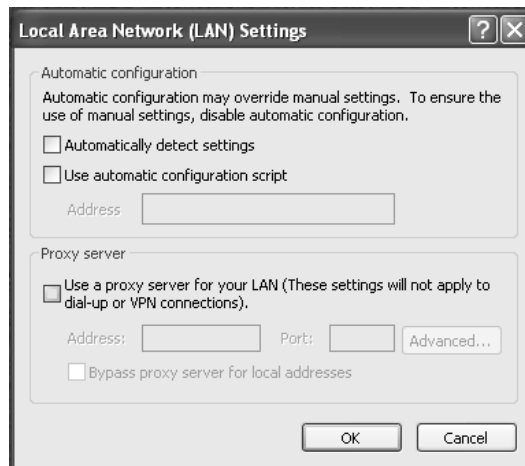 Local Area Network (LAN) Settings
Automatic configuration
Automatic configuration may override manual settings. To ensure the
use of manual settings, disable automatic configuration.
Automatically detect settings
Use automatic configuration script
Address
Proxy server
Use a proxy server for your LAN (These settings will not apply to
dial-up or VPN connections).
Address: Port: Advanced...
Bypass proxy server for local addresses
OK Cancel